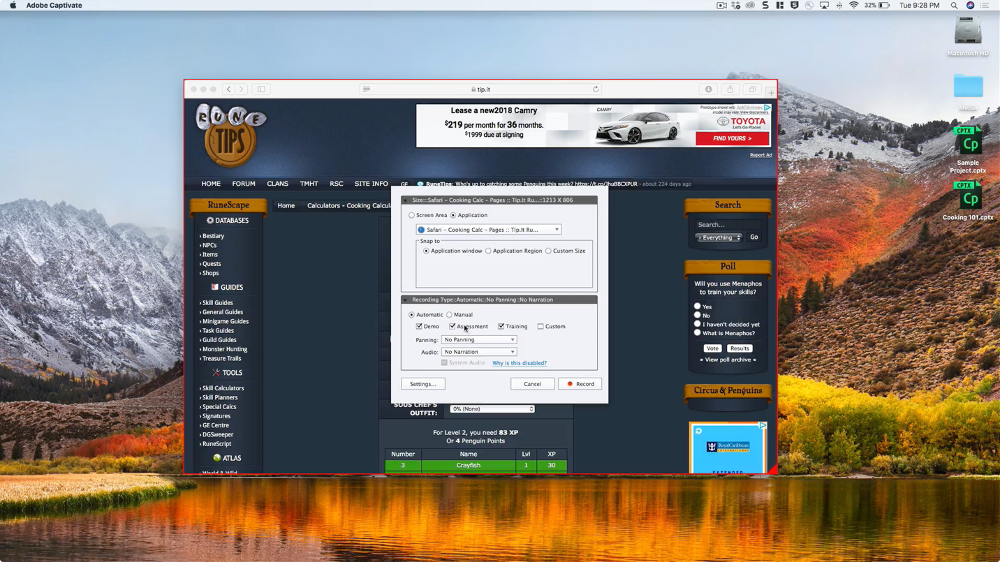 Adobe Captivate
32%
Tue 9:28 PM
Macintosh HD
Media
CPTX
Cp
Sample
Project.cptx
CPTX
Cp
Cooking 101.cptx
tip.it
RUNE
TIPS
Lease a new2018 Camry
$219 per month for 36 months.
$1999 due at signing
CAMRY
AdChoices
TOYOTA
Let's Go Places
FIND YOURS >
Report Ad
HOME FORUM CLANS TMHT RSC SITE INFO GE
RuneTips: Who's up to catching some Penguins this week? https://t.co/JhuBBCXPUR - about 224 days ago
RuneScape
DATABASES
› Bestiary
› NPCs
› Items
› Quests
› Shops
GUIDES
› Skill Guides
› General Guides
› Minigame Guides
› Task Guides
› Guild Guides
› Monster Hunting
› Treasure Trails
TOOLS
› Skill Calculators
› Skill Planners
› Special Calcs
› Signatures
› GE Centre
› DGSweeper
› RuneScript
ATLAS
› World & Wild
Home Calculators - Cooking Calcula
Size:::Safari – Cooking Calc – Pages :: Tip.It Ru...::1213 X 806
Screen Area Application
Safari – Cooking Calc – Pages :: Tip.It Ru...
Snap to
Application window Application Region Custom Size
Recording Type::Automatic::No Panning::No Narration
Automatic Manual
Demo Assessment Training Custom
Panning: No Panning
Audio: No Narration
System Audio Why is this disabled?
Settings... Cancel Record
SOUS CHEF'S
OUTFIT:
0% (None)
For Level 2, you need 83 XP
Or 4 Penguin Points
Number Name Lvl XP
3 Crayfish 1 30
Search
Search...
› Everything Go
Poll
Will you use Menaphos
to train your skills?
Yes
No
I haven't decided yet
What is Menaphos?
Vote Results
» View poll archive «
Circus & Penguins
RoyalCaribbean
INTERNATIONAL
EXTENDED